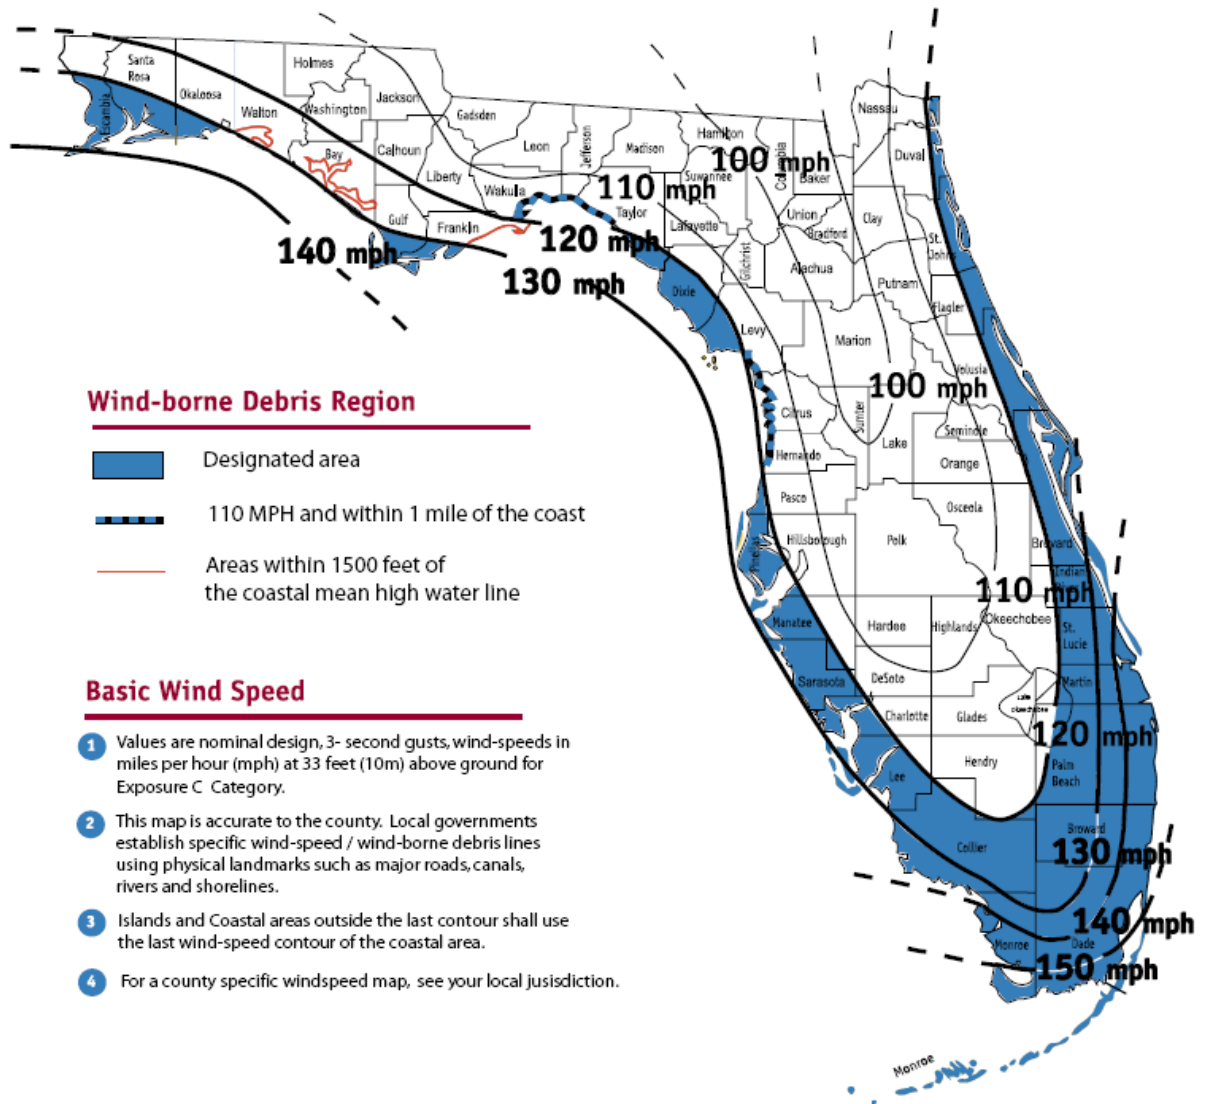 Santa
Rosa
Holmes
Escambia
Okaloosa
Walton
Washington
Jackson
Gadsden
Bay
Calhoun
Liberty
Leon
Jefferson
Madison
Hamilton
Nassau
Duval
100 mph
Columbia
Baker
Suwannee
110 mph
Wakulla
Taylor
Lafayette
Union
Bradford
Clay
Gulf
Franklin
120 mph
140 mph
130 mph
Gilchrist
Alachua
St.
Johns
Putnam
Flagler
Dixie
Levy
Marion
Volusia
100 mph
Citrus
Sumter
Lake
Seminole
Hernando
Orange
Pasco
Osceola
Pinellas
Hillsborough
Polk
Brevard
Indian
110 mph
Manatee
Hardee
Highlands
Okeechobee
St.
Lucie
Sarasota
DeSoto
Martin
Charlotte
Glades
Lake
Okeechobee
120 mph
Lee
Hendry
Palm
Beach
Collier
Broward
130 mph
140 mph
Monroe
Dade
150 mph
Monroe
Wind-borne Debris Region
Designated area
110 MPH and within 1 mile of the coast
Areas within 1500 feet of
the coastal mean high water line
Basic Wind Speed
1 Values are nominal design, 3- second gusts, wind-speeds in
miles per hour (mph) at 33 feet (10m) above ground for
Exposure C Category.
2 This map is accurate to the county. Local governments
establish specific wind-speed / wind-borne debris lines
using physical landmarks such as major roads, canals,
rivers and shorelines.
3 Islands and Coastal areas outside the last contour shall use
the last wind-speed contour of the coastal area.
4 For a county specific windspeed map, see your local jusisdiction.